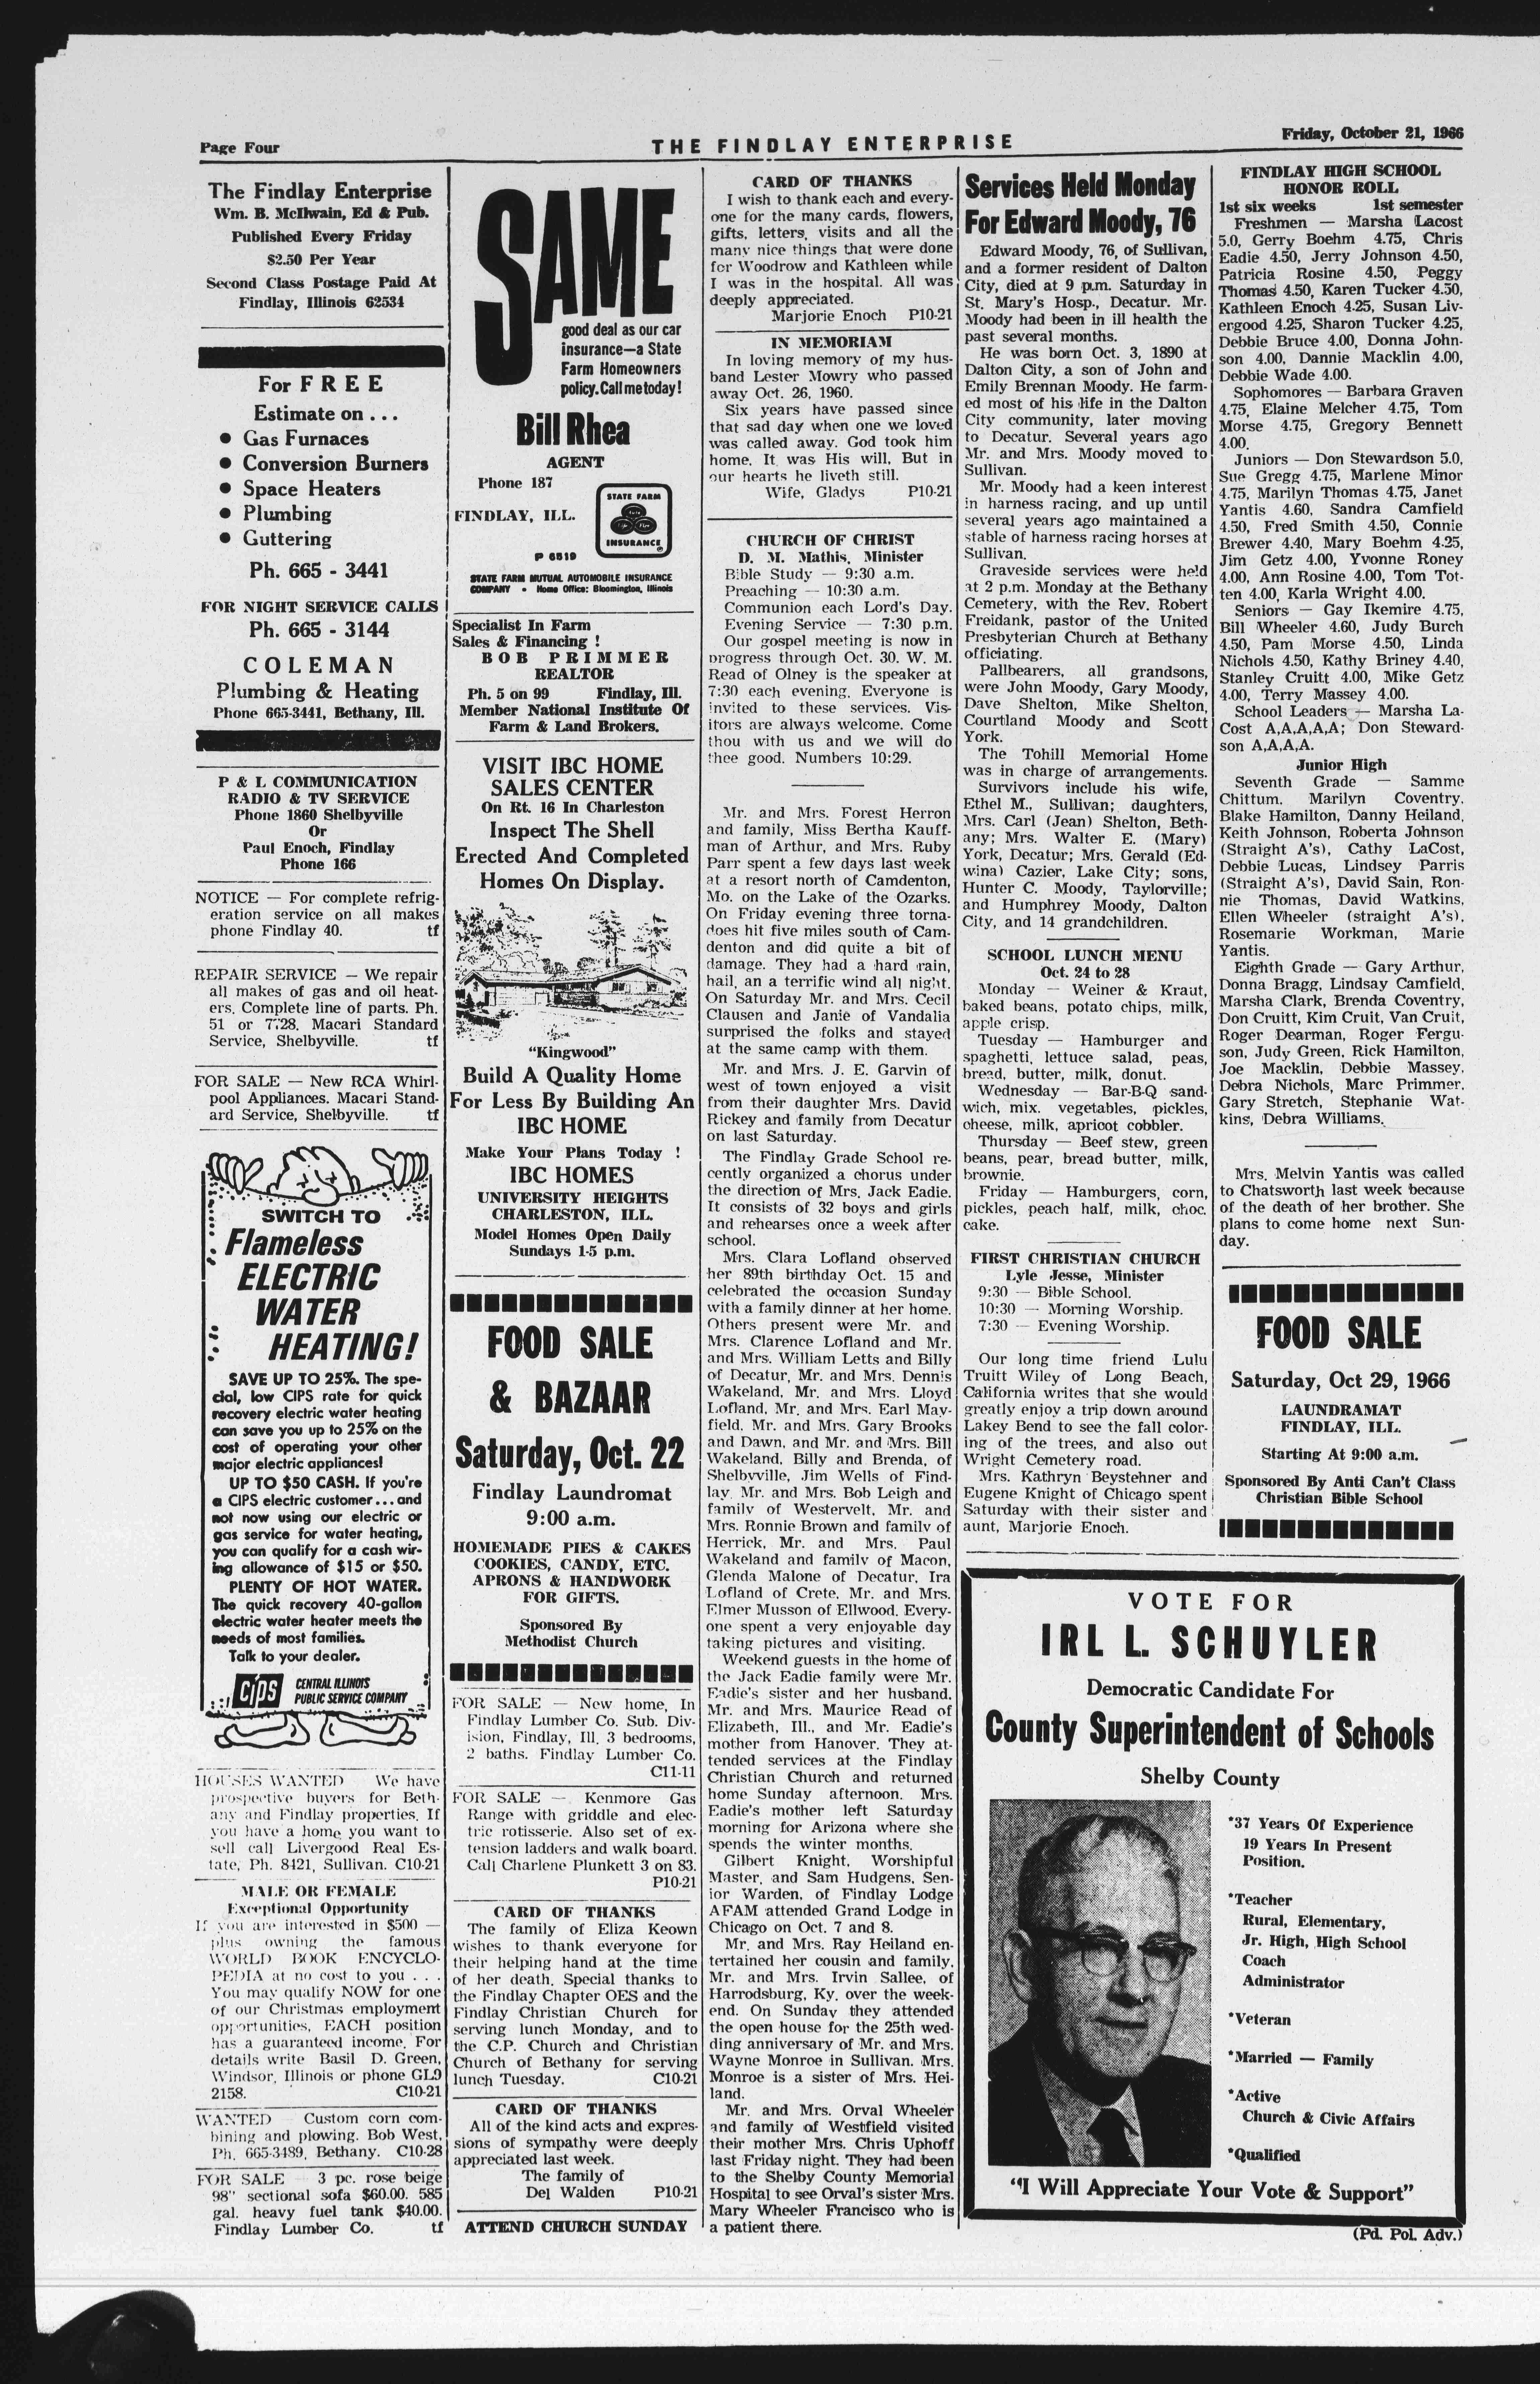 Page Four
THE FINDLAY ENTERPRISE
Friday, October 21, 1966
The Findlay Enterprise
Wm. B. McIlwain, Ed & Pub.
Published Every Friday
$2.50 Per Year
Second Class Postage Paid At
Findlay, Illinois 62534
For FREE
Estimate on ...
● Gas Furnaces
● Conversion Burners
● Space Heaters
● Plumbing
● Guttering
Ph. 665 - 3441
FOR NIGHT SERVICE CALLS
Ph. 665 - 3144
COLEMAN
Plumbing & Heating
Phone 665-3441, Bethany, Ill.
P & L COMMUNICATION
RADIO & TV SERVICE
Phone 1860 Shelbyville
Or
Paul Enoch, Findlay
Phone 166
NOTICE — For complete refrig-
eration service on all makes
phone Findlay 40. tf
REPAIR SERVICE — We repair
all makes of gas and oil heat-
ers. Complete line of parts. Ph.
51 or 7728. Macari Standard
Service, Shelbyville. tf
FOR SALE — New RCA Whirl-
pool Appliances. Macari Stand-
ard Service, Shelbyville. tf
SWITCH TO
Flameless
ELECTRIC
WATER
HEATING!
SAVE UP TO 25%. The spe-
cial, low CIPS rate for quick
recovery electric water heating
can save you up to 25% on the
cost of operating your other
major electric appliances!
UP TO $50 CASH. If you're
a CIPS electric customer...and
not now using our electric or
gas service for water heating,
you can qualify for a cash wir-
ing allowance of $15 or $50.
PLENTY OF HOT WATER.
The quick recovery 40-gallon
electric water heater meets the
needs of most families.
Talk to your dealer.
CIPS
CENTRAL ILLINOIS
PUBLIC SERVICE COMPANY
HOUSES WANTED We have
prospective buyers for Beth-
any and Findlay properties. If
you have a home you want to
sell call Livergood Real Es-
tate, Ph. 8421, Sullivan. C10-21
MALE OR FEMALE
Exceptional Opportunity
If you are interested in $500 —
plus owning the famous
WORLD BOOK ENCYCLO-
PEDIA at no cost to you . . .
You may qualify NOW for one
of our Christmas employment
opportunities. EACH position
has a guaranteed income. For
details write Basil D. Green,
Windsor, Illinois or phone GL9
2158. C10-21
WANTED Custom corn com-
bining and plowing. Bob West,
Ph. 665-3489, Bethany. C10-28
FOR SALE 3 pc. rose beige
98" sectional sofa $60.00. 585
gal. heavy fuel tank $40.00.
Findlay Lumber Co. tf
SAME
good deal as our car
insurance—a State
Farm Homeowners
policy. Call me today!
Bill Rhea
AGENT
Phone 187
FINDLAY, ILL.
STATE FARM
INSURANCE
P 6519
STATE FARM MUTUAL AUTOMOBILE INSURANCE
COMPANY • Home Office: Bloomington, Illinois
Specialist In Farm
Sales & Financing !
BOB PRIMMER
REALTOR
Ph. 5 on 99 Findlay, Ill.
Member National Institute Of
Farm & Land Brokers.
VISIT IBC HOME
SALES CENTER
On Rt. 16 In Charleston
Inspect The Shell
Erected And Completed
Homes On Display.
"Kingwood"
Build A Quality Home
For Less By Building An
IBC HOME
Make Your Plans Today !
IBC HOMES
UNIVERSITY HEIGHTS
CHARLESTON, ILL.
Model Homes Open Daily
Sundays 1-5 p.m.
FOOD SALE
& BAZAAR
Saturday, Oct. 22
Findlay Laundromat
9:00 a.m.
HOMEMADE PIES & CAKES
COOKIES, CANDY, ETC.
APRONS & HANDWORK
FOR GIFTS.
Sponsored By
Methodist Church
FOR SALE — New home, In
Findlay Lumber Co. Sub. Div-
ision, Findlay, Ill. 3 bedrooms,
2 baths. Findlay Lumber Co.
C11-11
FOR SALE — Kenmore Gas
Range with griddle and elec-
tric rotisserie. Also set of ex-
tension ladders and walk board.
Call Charlene Plunkett 3 on 83.
P10-21
CARD OF THANKS
The family of Eliza Keown
wishes to thank everyone for
their helping hand at the time
of her death. Special thanks to
the Findlay Chapter OES and the
Findlay Christian Church for
serving lunch Monday, and to
the C.P. Church and Christian
Church of Bethany for serving
lunch Tuesday. C10-21
CARD OF THANKS
All of the kind acts and expres-
sions of sympathy were deeply
appreciated last week.
The family of
Del Walden P10-21
ATTEND CHURCH SUNDAY
CARD OF THANKS
I wish to thank each and every-
one for the many cards, flowers,
gifts, letters, visits and all the
many nice things that were done
for Woodrow and Kathleen while
I was in the hospital. All was
deeply appreciated.
Marjorie Enoch P10-21
IN MEMORIAM
In loving memory of my hus-
band Lester Mowry who passed
away Oct. 26, 1960.
Six years have passed since
that sad day when one we loved
was called away. God took him
home. It was His will. But in
our hearts he liveth still.
Wife, Gladys P10-21
CHURCH OF CHRIST
D. M. Mathis, Minister
Bible Study — 9:30 a.m.
Preaching — 10:30 a.m.
Communion each Lord's Day.
Evening Service — 7:30 p.m.
Our gospel meeting is now in
progress through Oct. 30. W. M.
Read of Olney is the speaker at
7:30 each evening. Everyone is
invited to these services. Vis-
itors are always welcome. Come
thou with us and we will do
thee good. Numbers 10:29.
Mr. and Mrs. Forest Herron
and family, Miss Bertha Kauff-
man of Arthur, and Mrs. Ruby
Parr spent a few days last week
at a resort north of Camdenton,
Mo. on the Lake of the Ozarks.
On Friday evening three torna-
does hit five miles south of Cam-
denton and did quite a bit of
damage. They had a hard rain,
hail, an a terrific wind all night.
On Saturday Mr. and Mrs. Cecil
Clausen and Janie of Vandalia
surprised the folks and stayed
at the same camp with them.
Mr. and Mrs. J. E. Garvin of
west of town enjoyed a visit
from their daughter Mrs. David
Rickey and family from Decatur
on last Saturday.
The Findlay Grade School re-
cently organized a chorus under
the direction of Mrs. Jack Eadie.
It consists of 32 boys and girls
and rehearses once a week after
school.
Mrs. Clara Lofland observed
her 89th birthday Oct. 15 and
celebrated the occasion Sunday
with a family dinner at her home.
Others present were Mr. and
Mrs. Clarence Lofland and Mr.
and Mrs. William Letts and Billy
of Decatur, Mr. and Mrs. Dennis
Wakeland, Mr. and Mrs. Lloyd
Lofland, Mr. and Mrs. Earl May-
field, Mr. and Mrs. Gary Brooks
and Dawn, and Mr. and Mrs. Bill
Wakeland, Billy and Brenda, of
Shelbyville, Jim Wells of Find-
lay, Mr. and Mrs. Bob Leigh and
family of Westervelt, Mr. and
Mrs. Ronnie Brown and family of
Herrick, Mr. and Mrs. Paul
Wakeland and family of Macon,
Glenda Malone of Decatur, Ira
Lofland of Crete, Mr. and Mrs.
Elmer Musson of Ellwood. Every-
one spent a very enjoyable day
taking pictures and visiting.
Weekend guests in the home of
the Jack Eadie family were Mr.
Eadie's sister and her husband,
Mr. and Mrs. Maurice Read of
Elizabeth, Ill., and Mr. Eadie's
mother from Hanover. They at-
tended services at the Findlay
Christian Church and returned
home Sunday afternoon. Mrs.
Eadie's mother left Saturday
morning for Arizona where she
spends the winter months.
Gilbert Knight, Worshipful
Master, and Sam Hudgens, Sen-
ior Warden, of Findlay Lodge
AFAM attended Grand Lodge in
Chicago on Oct. 7 and 8.
Mr. and Mrs. Ray Heiland en-
tertained her cousin and family,
Mr. and Mrs. Irvin Sallee, of
Harrodsburg, Ky. over the week-
end. On Sunday they attended
the open house for the 25th wed-
ding anniversary of Mr. and Mrs.
Wayne Monroe in Sullivan. Mrs.
Monroe is a sister of Mrs. Hei-
land.
Mr. and Mrs. Orval Wheeler
and family of Westfield visited
their mother Mrs. Chris Uphoff
last Friday night. They had been
to the Shelby County Memorial
Hospital to see Orval's sister Mrs.
Mary Wheeler Francisco who is
a patient there.
Services Held Monday
For Edward Moody, 76
Edward Moody, 76, of Sullivan,
and a former resident of Dalton
City, died at 9 p.m. Saturday in
St. Mary's Hosp., Decatur. Mr.
Moody had been in ill health the
past several months.
He was born Oct. 3, 1890 at
Dalton City, a son of John and
Emily Brennan Moody. He farm-
ed most of his life in the Dalton
City community, later moving
to Decatur. Several years ago
Mr. and Mrs. Moody moved to
Sullivan.
Mr. Moody had a keen interest
in harness racing, and up until
several years ago maintained a
stable of harness racing horses at
Sullivan.
Graveside services were held
at 2 p.m. Monday at the Bethany
Cemetery, with the Rev. Robert
Freidank, pastor of the United
Presbyterian Church at Bethany
officiating.
Pallbearers, all grandsons,
were John Moody, Gary Moody,
Dave Shelton, Mike Shelton,
Courtland Moody and Scott
York.
The Tohill Memorial Home
was in charge of arrangements.
Survivors include his wife,
Ethel M., Sullivan; daughters,
Mrs. Carl (Jean) Shelton, Beth-
any; Mrs. Walter E. (Mary)
York, Decatur; Mrs. Gerald (Ed-
wina) Cazier, Lake City; sons,
Hunter C. Moody, Taylorville;
and Humphrey Moody, Dalton
City, and 14 grandchildren.
SCHOOL LUNCH MENU
Oct. 24 to 28
Monday — Weiner & Kraut,
baked beans, potato chips, milk,
apple crisp.
Tuesday — Hamburger and
spaghetti, lettuce salad, peas,
bread, butter, milk, donut.
Wednesday — Bar-B-Q sand-
wich, mix. vegetables, pickles,
cheese, milk, apricot cobbler.
Thursday — Beef stew, green
beans, pear, bread butter, milk,
brownie.
Friday — Hamburgers, corn,
pickles, peach half, milk, choc.
cake.
FIRST CHRISTIAN CHURCH
Lyle Jesse, Minister
9:30 — Bible School.
10:30 — Morning Worship.
7:30 — Evening Worship.
Our long time friend Lulu
Truitt Wiley of Long Beach,
California writes that she would
greatly enjoy a trip down around
Lakey Bend to see the fall color-
ing of the trees, and also out
Wright Cemetery road.
Mrs. Kathryn Beystehner and
Eugene Knight of Chicago spent
Saturday with their sister and
aunt, Marjorie Enoch.
FINDLAY HIGH SCHOOL
HONOR ROLL
1st six weeks 1st semester
Freshmen — Marsha Lacost
5.0, Gerry Boehm 4.75, Chris
Eadie 4.50, Jerry Johnson 4.50,
Patricia Rosine 4.50, Peggy
Thomas 4.50, Karen Tucker 4.50,
Kathleen Enoch 4.25, Susan Liv-
ergood 4.25, Sharon Tucker 4.25,
Debbie Bruce 4.00, Donna John-
son 4.00, Dannie Macklin 4.00,
Debbie Wade 4.00.
Sophomores — Barbara Graven
4.75, Elaine Melcher 4.75, Tom
Morse 4.75, Gregory Bennett
4.00.
Juniors — Don Stewardson 5.0,
Sue Gregg 4.75, Marlene Minor
4.75, Marilyn Thomas 4.75, Janet
Yantis 4.60, Sandra Camfield
4.50, Fred Smith 4.50, Connie
Brewer 4.40, Mary Boehm 4.25,
Jim Getz 4.00, Yvonne Roney
4.00, Ann Rosine 4.00, Tom Tot-
ten 4.00, Karla Wright 4.00.
Seniors — Gay Ikemire 4.75,
Bill Wheeler 4.60, Judy Burch
4.50, Pam Morse 4.50, Linda
Nichols 4.50, Kathy Briney 4.40,
Stanley Cruitt 4.00, Mike Getz
4.00, Terry Massey 4.00.
School Leaders — Marsha La-
Cost A,A,A,A,A; Don Steward-
son A,A,A,A.
Junior High
Seventh Grade — Samme
Chittum, Marilyn Coventry,
Blake Hamilton, Danny Heiland,
Keith Johnson, Roberta Johnson
(Straight A's), Cathy LaCost,
Debbie Lucas, Lindsey Parris
(Straight A's), David Sain, Ron-
nie Thomas, David Watkins,
Ellen Wheeler (straight A's),
Rosemarie Workman, Marie
Yantis.
Eighth Grade — Gary Arthur,
Donna Bragg, Lindsay Camfield,
Marsha Clark, Brenda Coventry,
Don Cruitt, Kim Cruit, Van Cruit,
Roger Dearman, Roger Fergu-
son, Judy Green, Rick Hamilton,
Joe Macklin, Debbie Massey,
Debra Nichols, Marc Primmer,
Gary Stretch, Stephanie Wat-
kins, Debra Williams.
Mrs. Melvin Yantis was called
to Chatsworth last week because
of the death of her brother. She
plans to come home next Sun-
day.
FOOD SALE
Saturday, Oct 29, 1966
LAUNDRAMAT
FINDLAY, ILL.
Starting At 9:00 a.m.
Sponsored By Anti Can't Class
Christian Bible School
VOTE FOR
IRL L. SCHUYLER
Democratic Candidate For
County Superintendent of Schools
Shelby County
*37 Years Of Experience
19 Years In Present
Position.
*Teacher
Rural, Elementary,
Jr. High, High School
Coach
Administrator
*Veteran
*Married — Family
*Active
Church & Civic Affairs
*Qualified
"I Will Appreciate Your Vote & Support"
(Pd. Pol. Adv.)